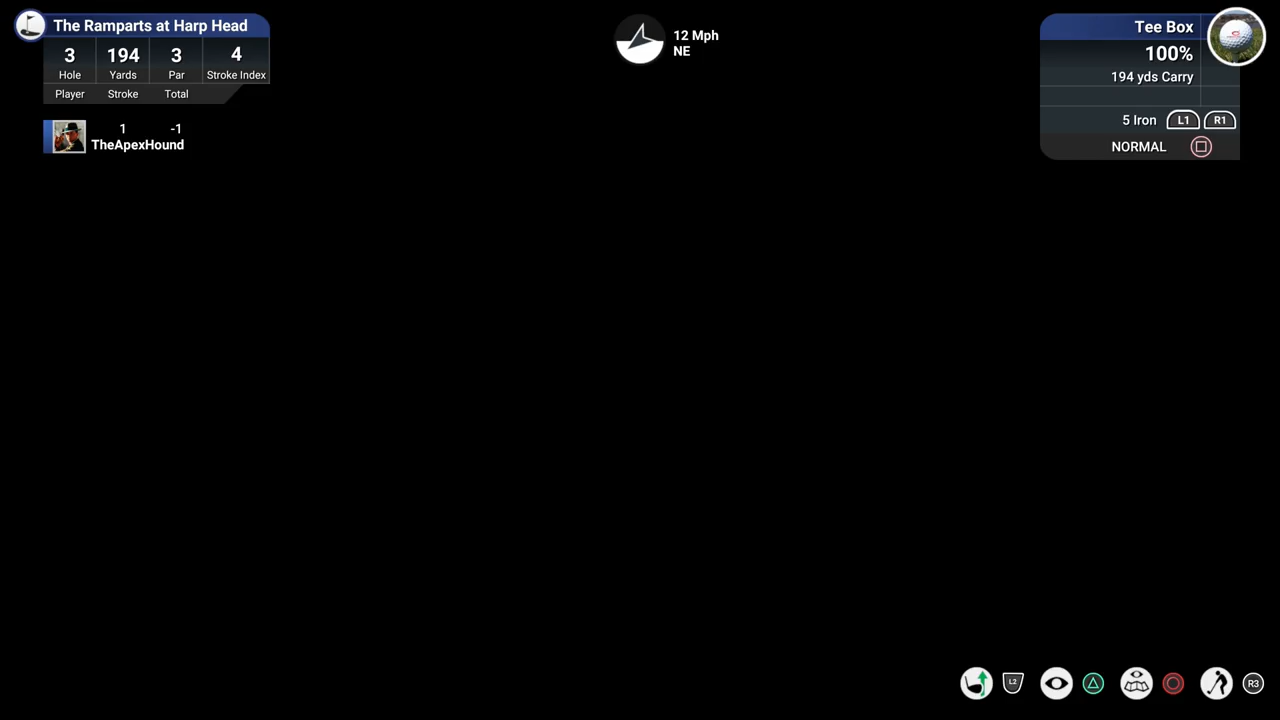 The Ramparts at Harp Head
3 194 3 4
Hole Yards Par Stroke Index
Player Stroke Total
1 -1
TheApexHound
12 Mph
NE
Tee Box
100%
194 yds Carry
5 Iron L1 R1
NORMAL
L2 R3